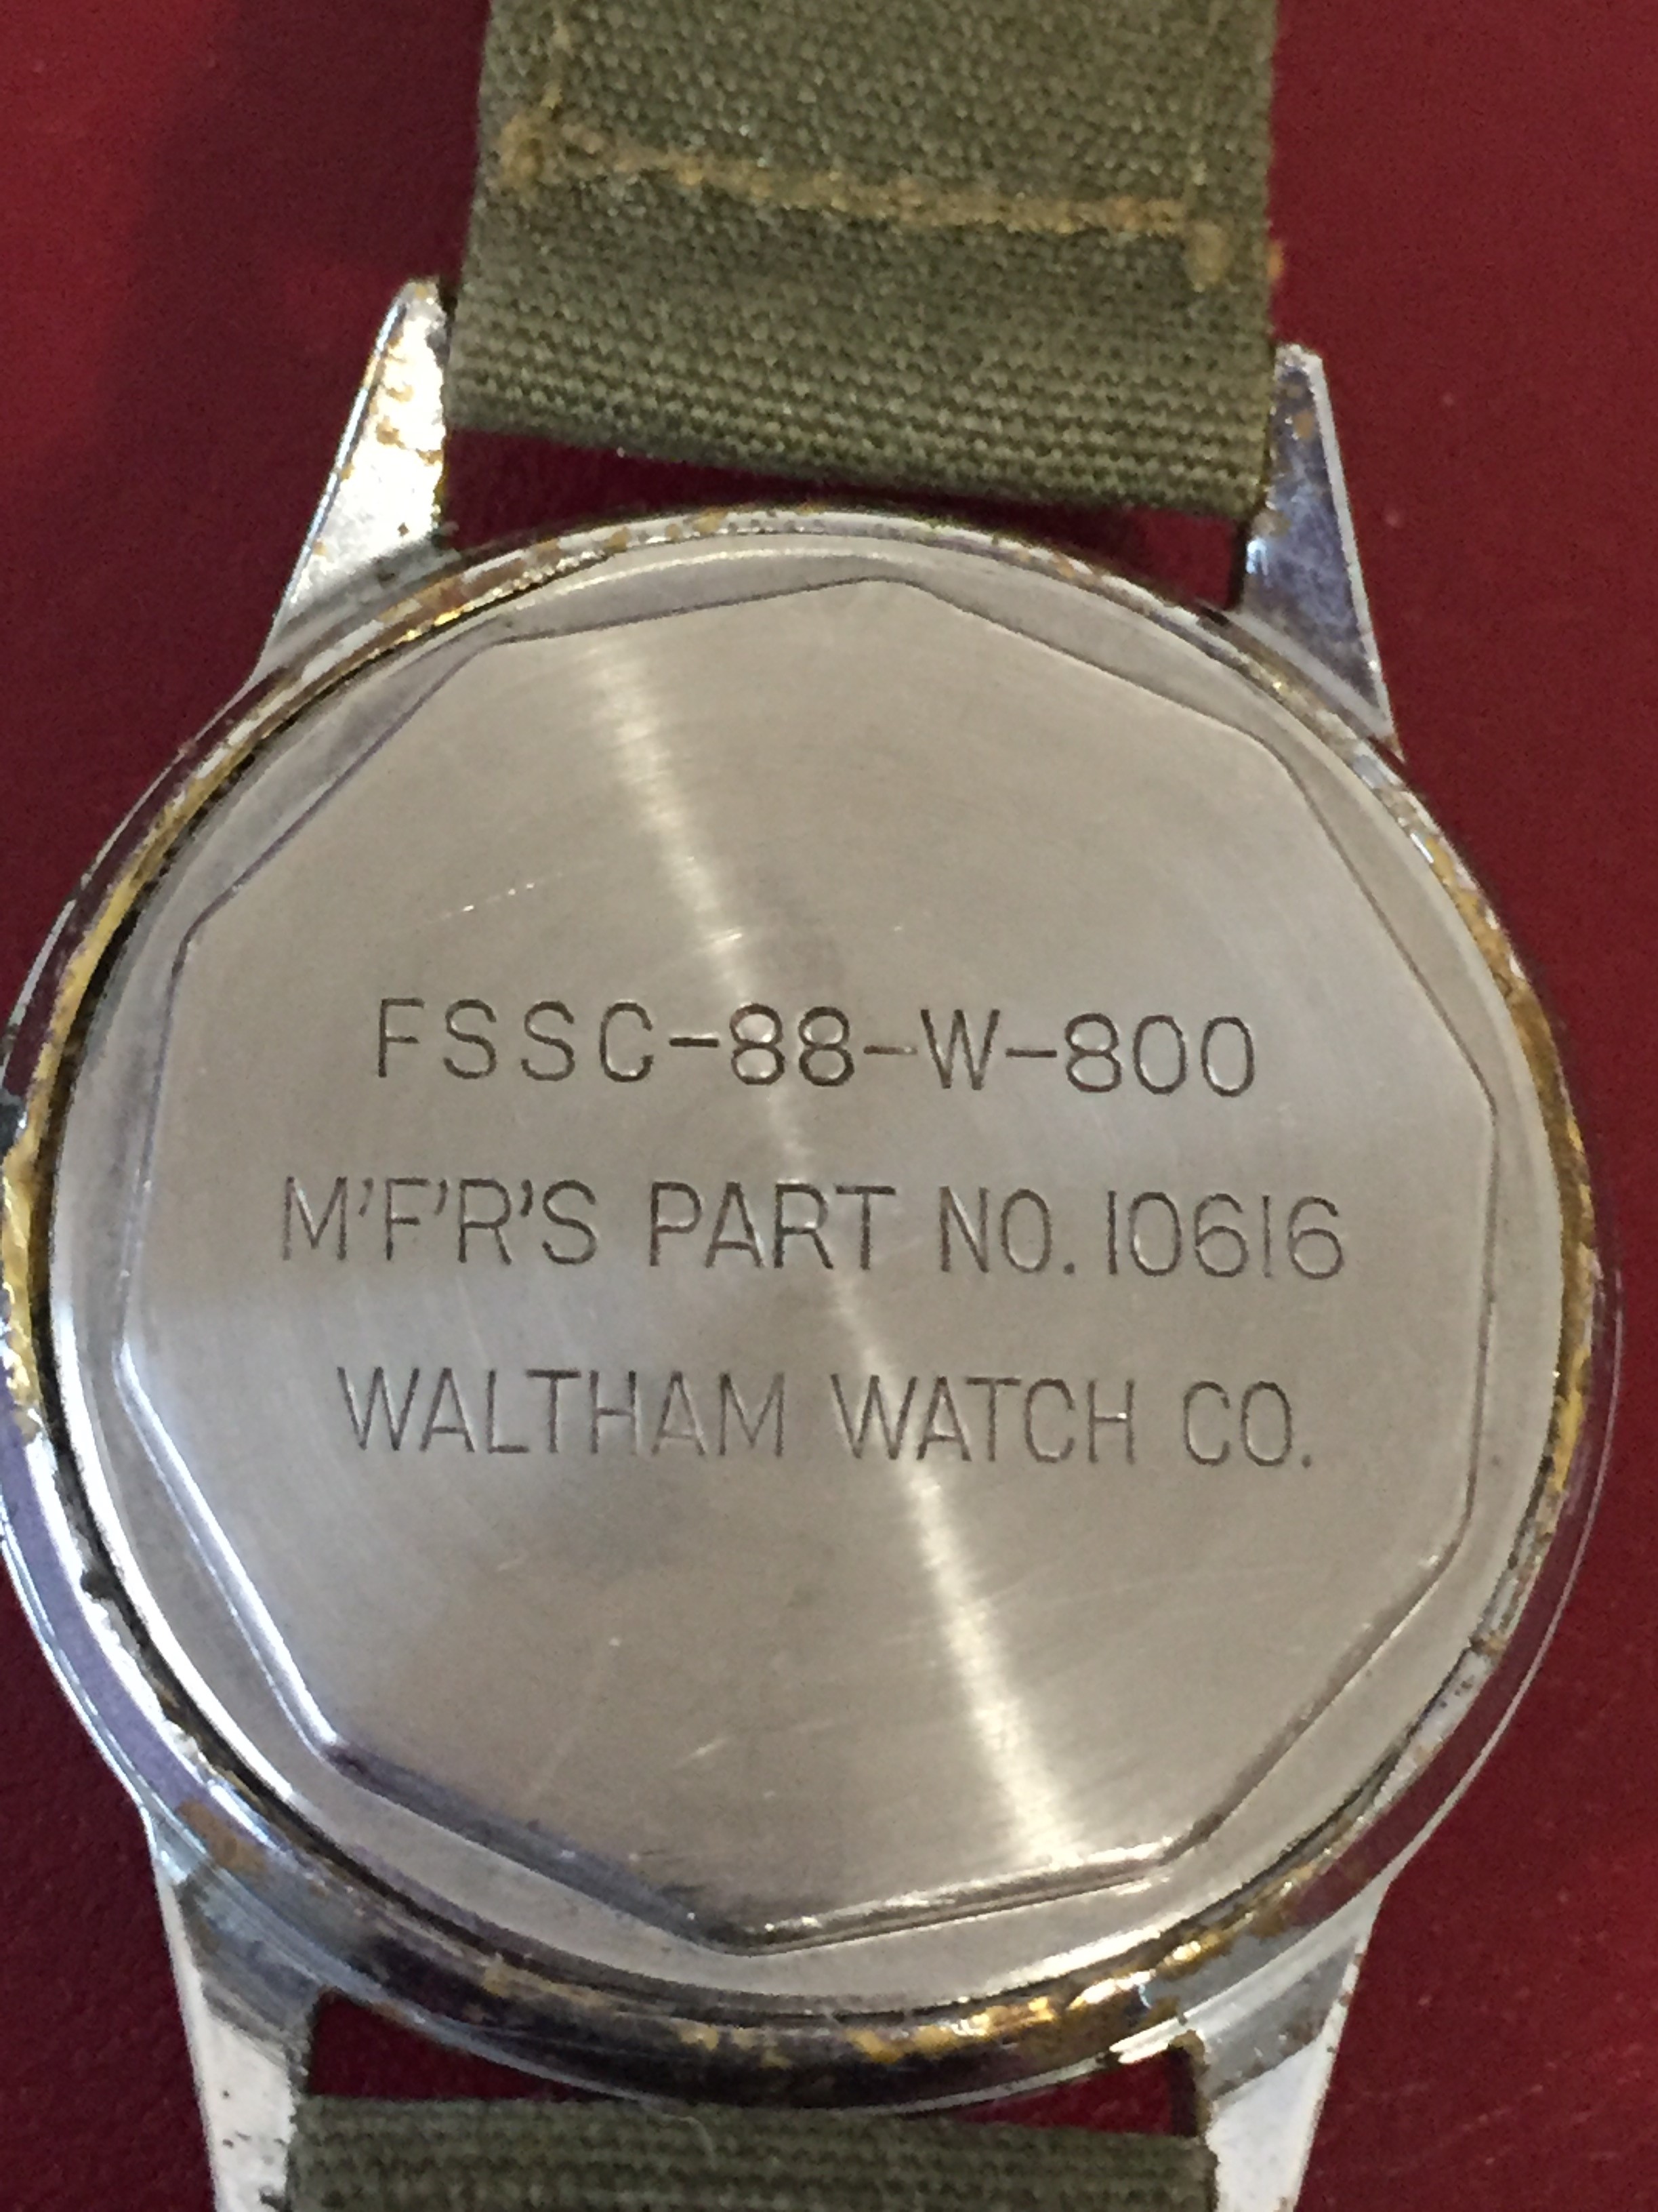 FSSC-88-W-800
M'F'R'S PART NO. 10616
WALTHAM WATCH CO.